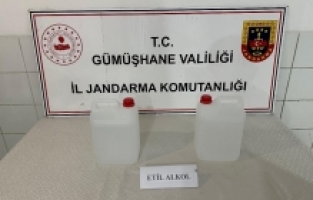 T.C.
GÜMÜŞHANE VALİLİĞİ
İL JANDARMA KOMUTANLIĞI
ETİL ALKOL